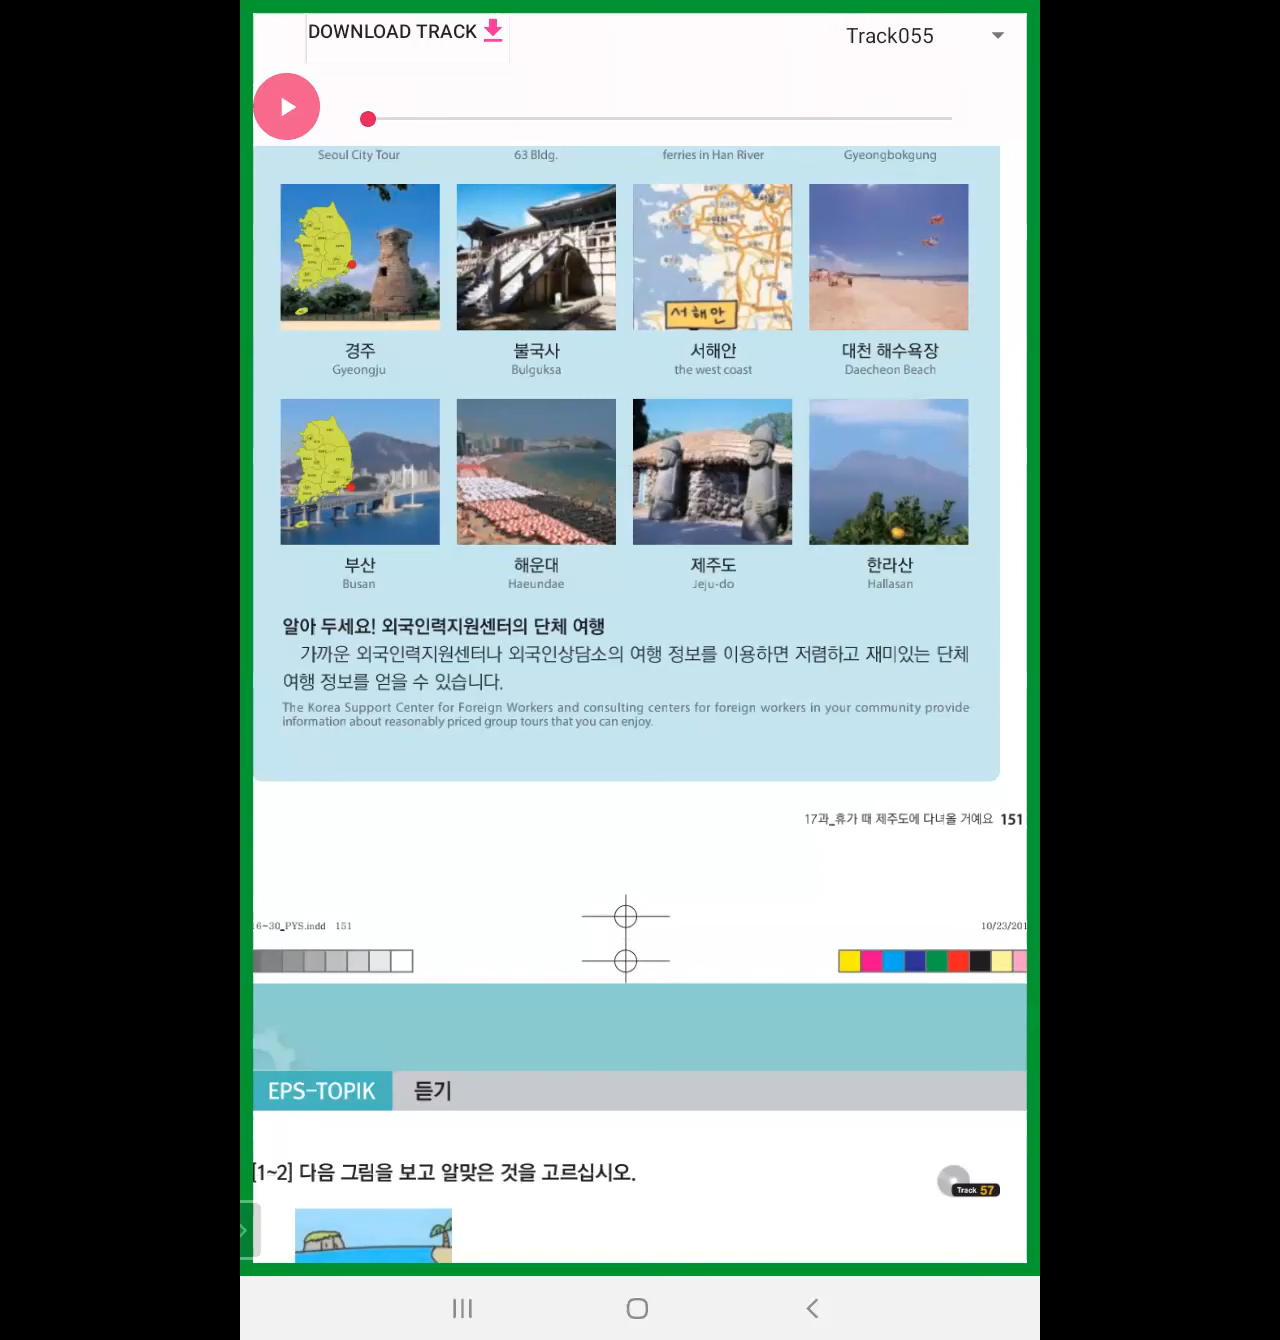 DOWNLOAD TRACK
Track055
Seoul City Tour
63 Bldg.
ferries in Han River
Gyeongbokgung
서해안
경주
불국사
서해안
대천 해수욕장
Gyeongju
Bulguksa
the west coast
Daecheon Beach
부산
해운대
제주도
한라산
Busan
Haeundae
Jeju-do
Hallasan
알아 두세요! 외국인력지원센터의 단체 여행
가까운 외국인력지원센터나 외국인상담소의 여행 정보를 이용하면 저렴하고 재미있는 단체
여행 정보를 얻을 수 있습니다.
The Korea Support Center for Foreign Workers and consulting centers for foreign workers in your community provide
information about reasonably priced group tours that you can enjoy.
17과_휴가 때 제주도에 다녀올 거예요 151
6~30_PYS.indd 151
10/23/201
EPS-TOPIK 듣기
[1~2] 다음 그림을 보고 알맞은 것을 고르십시오.
Track 57